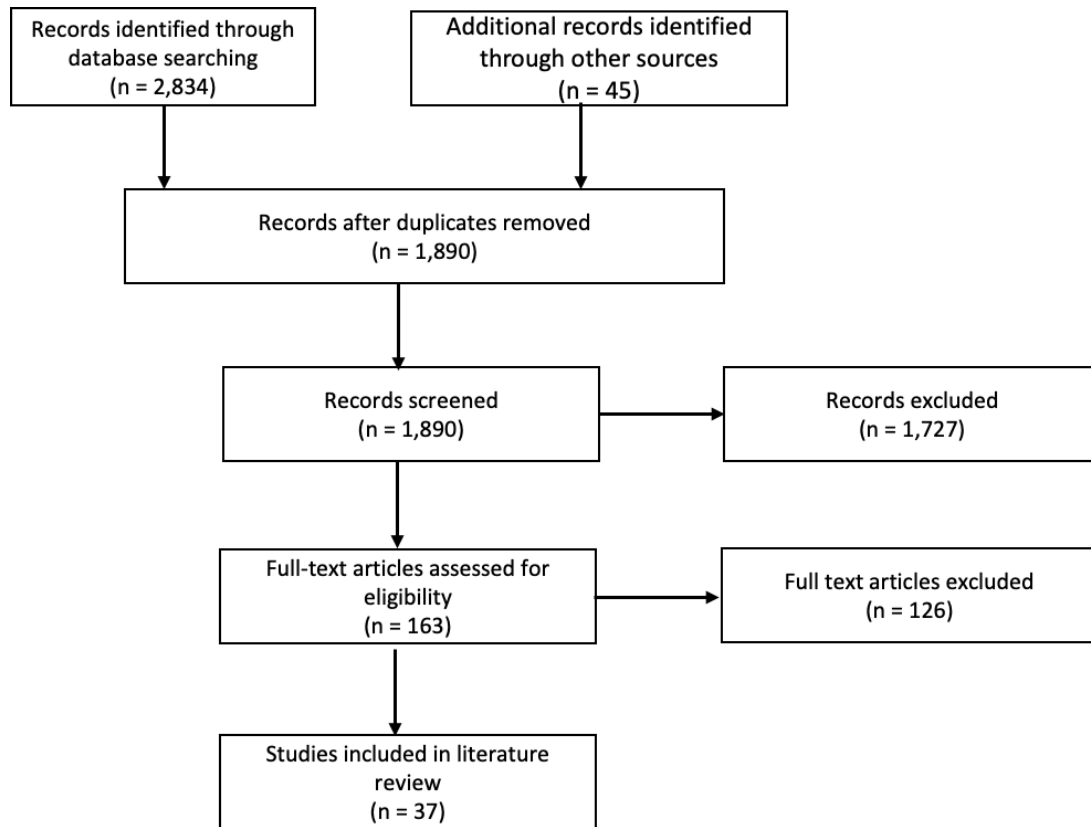 Records identified through
database searching
(n = 2,834)
Additional records identified
through other sources
(n = 45)
Records after duplicates removed
(n = 1,890)
Records screened
(n = 1,890)
Records excluded
(n = 1,727)
Full-text articles assessed for
eligibility
(n = 163)
Full text articles excluded
(n = 126)
Studies included in literature
review
(n = 37)